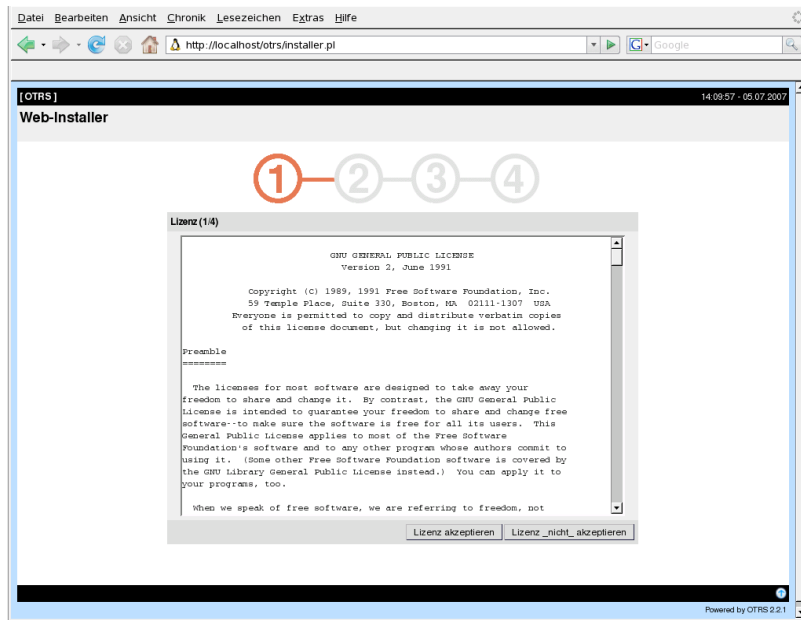 Datei Bearbeiten Ansicht Chronik Lesezeichen Extras Hilfe
http://localhost/otrs/installer.pl
G Google
[ OTRS ] 14:09:57 - 05.07.2007
Web-Installer
1 2 3 4
Lizenz (1/4)
GNU GENERAL PUBLIC LICENSE
Version 2, June 1991
Copyright (C) 1989, 1991 Free Software Foundation, Inc.
59 Temple Place, Suite 330, Boston, MA 02111-1307 USA
Everyone is permitted to copy and distribute verbatim copies
of this license document, but changing it is not allowed.
Preamble
========
The licenses for most software are designed to take away your
freedom to share and change it. By contrast, the GNU General Public
License is intended to guarantee your freedom to share and change free
software--to make sure the software is free for all its users. This
General Public License applies to most of the Free Software
Foundation's software and to any other program whose authors commit to
using it. (Some other Free Software Foundation software is covered by
the GNU Library General Public License instead.) You can apply it to
your programs, too.
When we speak of free software, we are referring to freedom, not
Lizenz akzeptieren Lizenz _nicht_ akzeptieren
Powered by OTRS 2.2.1